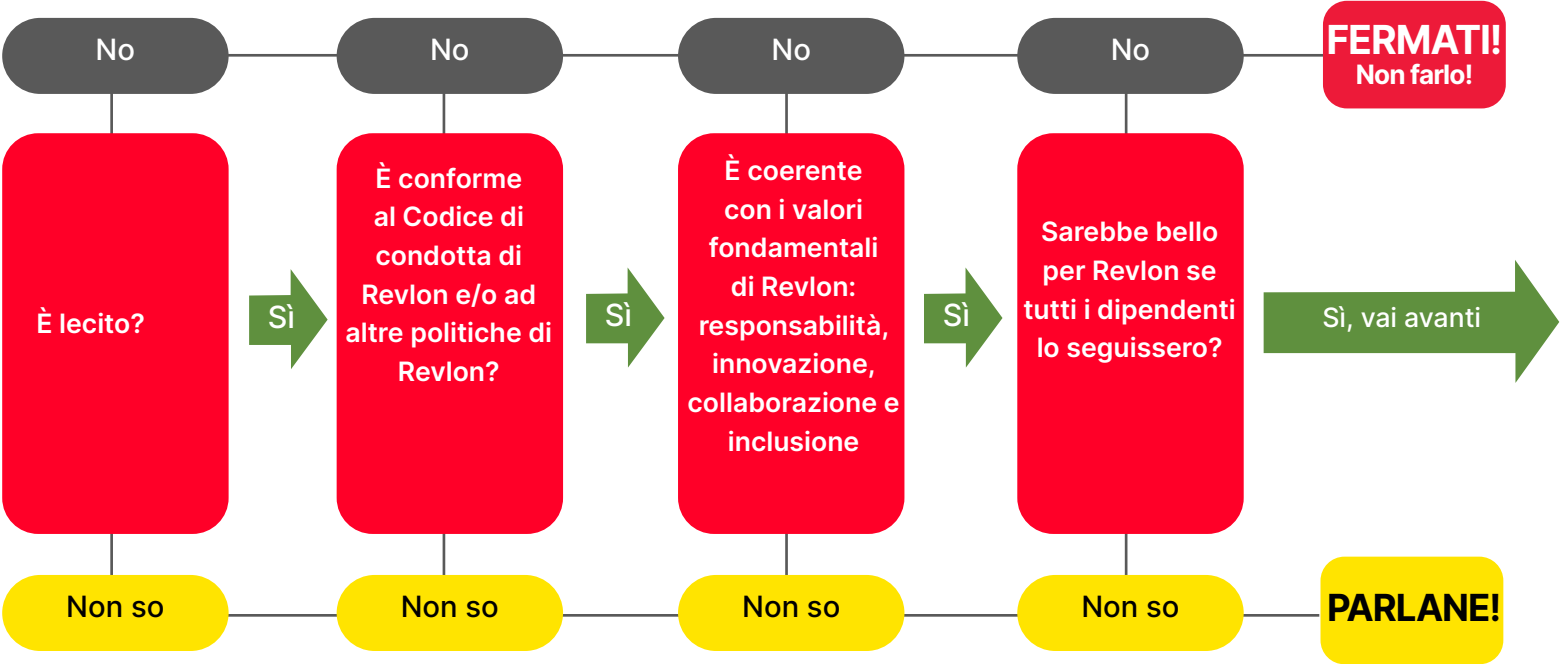 No
No
No
No
FERMATI!
Non farlo!
È lecito?
Sì
È conforme
al Codice di
condotta di
Revlon e/o ad
altre politiche di
Revlon?
Sì
È coerente
con i valori
fondamentali
di Revlon:
responsabilità,
innovazione,
collaborazione e
inclusione
Sì
Sarebbe bello
per Revlon se
tutti i dipendenti
lo seguissero?
Sì, vai avanti
Non so
Non so
Non so
Non so
PARLANE!